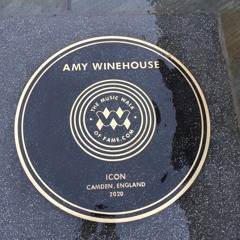 AMY WINEHOUSE
THE MUSIC WALK
OF FAME.COM
ICON
CAMDEN, ENGLAND
2020